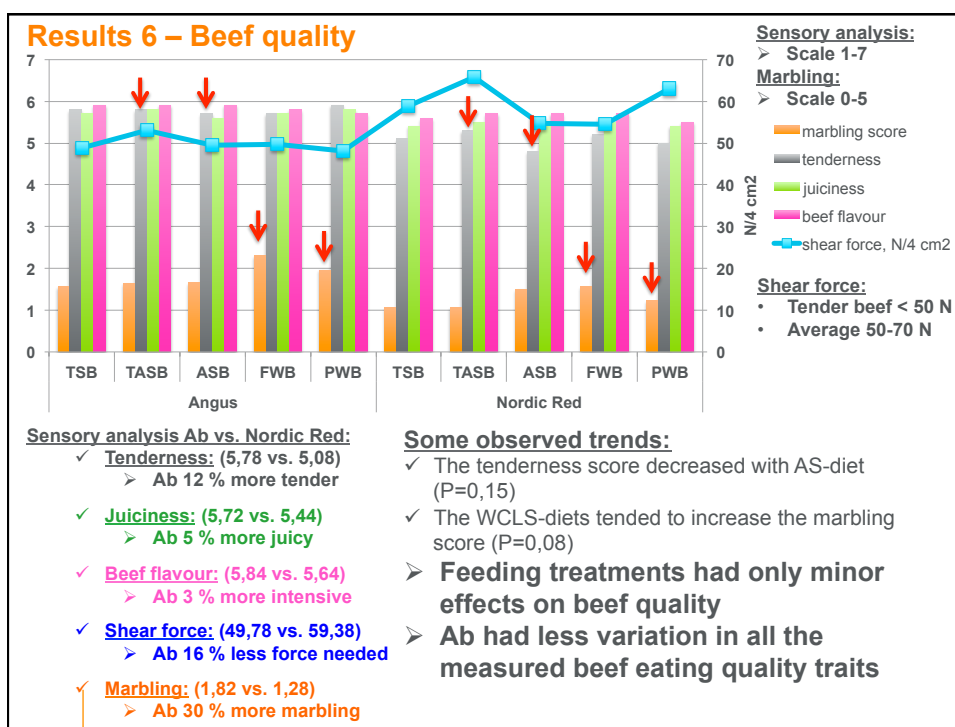 Results 6 – Beef quality
7
6
5
4
3
2
1
0
70
60
50
40
30
20
10
0
N/4 cm2
TSB
TASB
ASB
FWB
PWB
TSB
TASB
ASB
FWB
PWB
Angus
Nordic Red
Sensory analysis:
➢ Scale 1-7
Marbling:
➢ Scale 0-5
marbling score
tenderness
juiciness
beef flavour
shear force, N/4 cm2
Shear force:
• Tender beef < 50 N
• Average 50-70 N
Sensory analysis Ab vs. Nordic Red:
✓ Tenderness: (5,78 vs. 5,08)
➢ Ab 12 % more tender
✓ Juiciness: (5,72 vs. 5,44)
➢ Ab 5 % more juicy
✓ Beef flavour: (5,84 vs. 5,64)
➢ Ab 3 % more intensive
✓ Shear force: (49,78 vs. 59,38)
➢ Ab 16 % less force needed
✓ Marbling: (1,82 vs. 1,28)
➢ Ab 30 % more marbling
Some observed trends:
✓ The tenderness score decreased with AS-diet
(P=0,15)
✓ The WCLS-diets tended to increase the marbling
score (P=0,08)
➢ Feeding treatments had only minor
effects on beef quality
➢ Ab had less variation in all the
measured beef eating quality traits